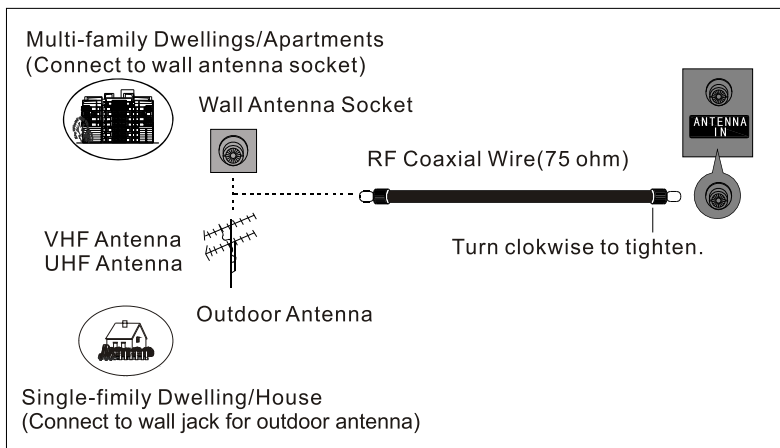 Multi-family Dwellings/Apartments
(Connect to wall antenna socket)
Wall Antenna Socket
ANTENNA
IN
RF Coaxial Wire(75 ohm)
VHF Antenna
UHF Antenna
Turn clokwise to tighten.
Outdoor Antenna
Single-fimily Dwelling/House
(Connect to wall jack for outdoor antenna)